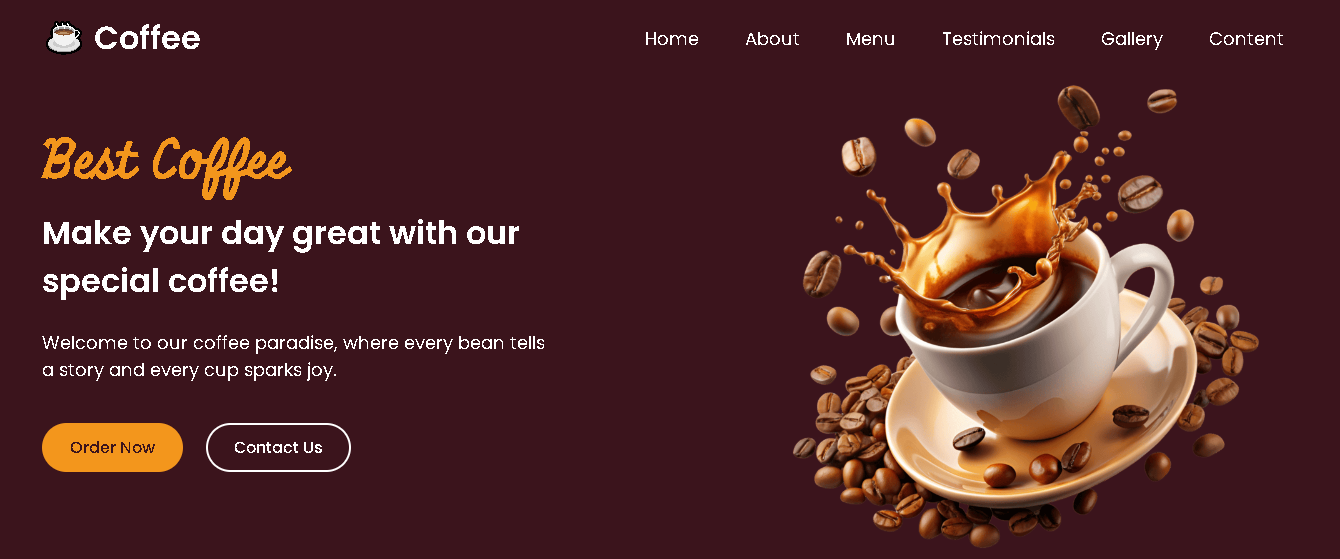 Coffee
Home About Menu Testimonials Gallery Content
Best Coffee
Make your day great with our
special coffee!
Welcome to our coffee paradise, where every bean tells
a story and every cup sparks joy.
Order Now Contact Us